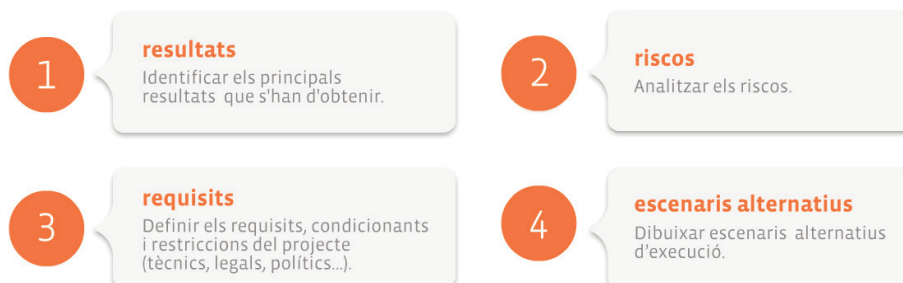 1
resultats
Identificar els principals
resultats que s'han d'obtenir.
2
riscos
Analitzar els riscos.
3
requisits
Definir els requisits, condicionants
i restriccions del projecte
(tècnics, legals, polítics...).
4
escenaris alternatius
Dibuixar escenaris alternatius
d'execució.